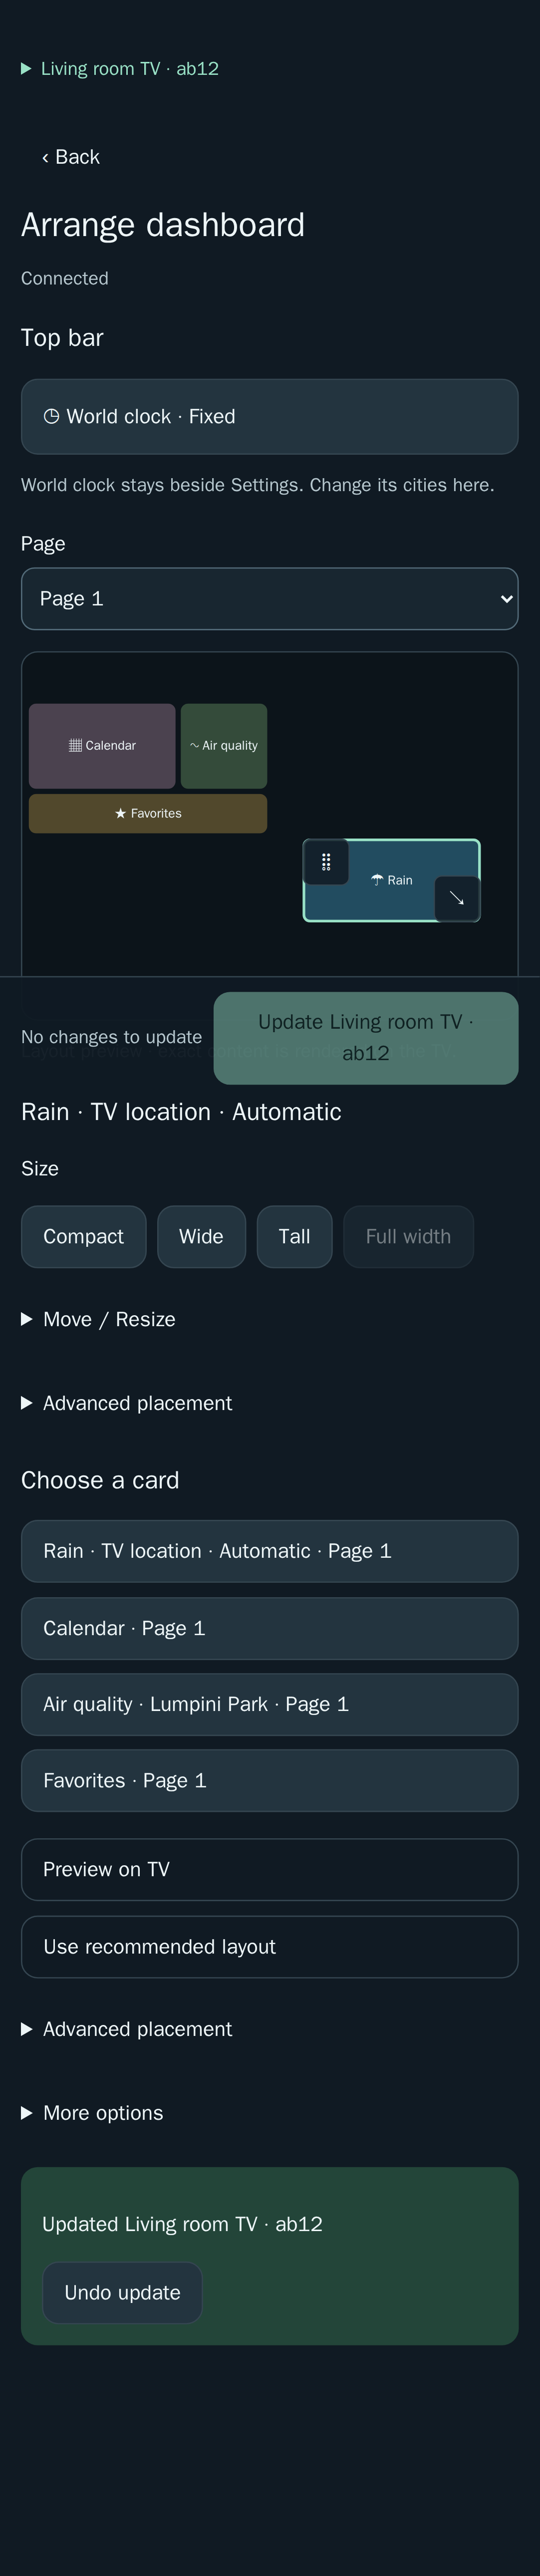 Living room TV · ab12
‹ Back
Arrange dashboard
Connected
Top bar
World clock · Fixed
World clock stays beside Settings. Change its cities here.
Page
Page 1
Calendar
Air quality
★ Favorites
Rain
No changes to update
Update Living room TV ·
ab12
Rain · TV location · Automatic
Size
Compact
Wide
Tall
Full width
Move / Resize
Advanced placement
Choose a card
Rain · TV location · Automatic · Page 1
Calendar · Page 1
Air quality · Lumpini Park · Page 1
Favorites · Page 1
Preview on TV
Use recommended layout
Advanced placement
More options
Updated Living room TV · ab12
Undo update